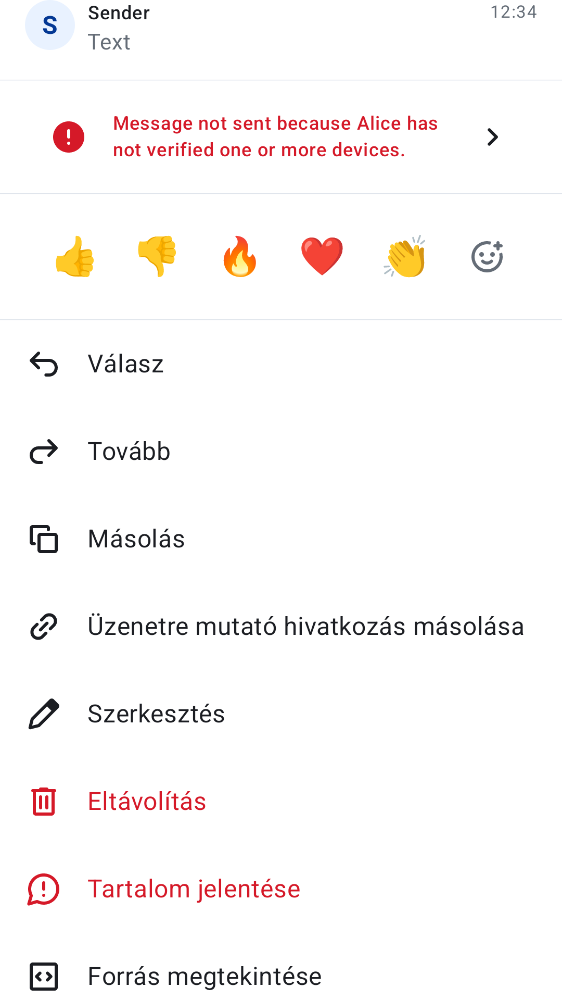 S
Sender
12:34
Text
Message not sent because Alice has
not verified one or more devices.
Válasz
Tovább
Másolás
Üzenetre mutató hivatkozás másolása
Szerkesztés
Eltávolítás
Tartalom jelentése
Forrás megtekintése